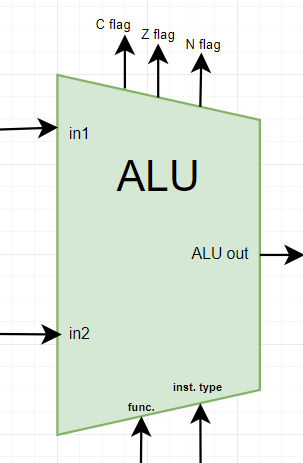 C flag
Z flag
N flag
in1
ALU
ALU out
in2
inst. type
func.